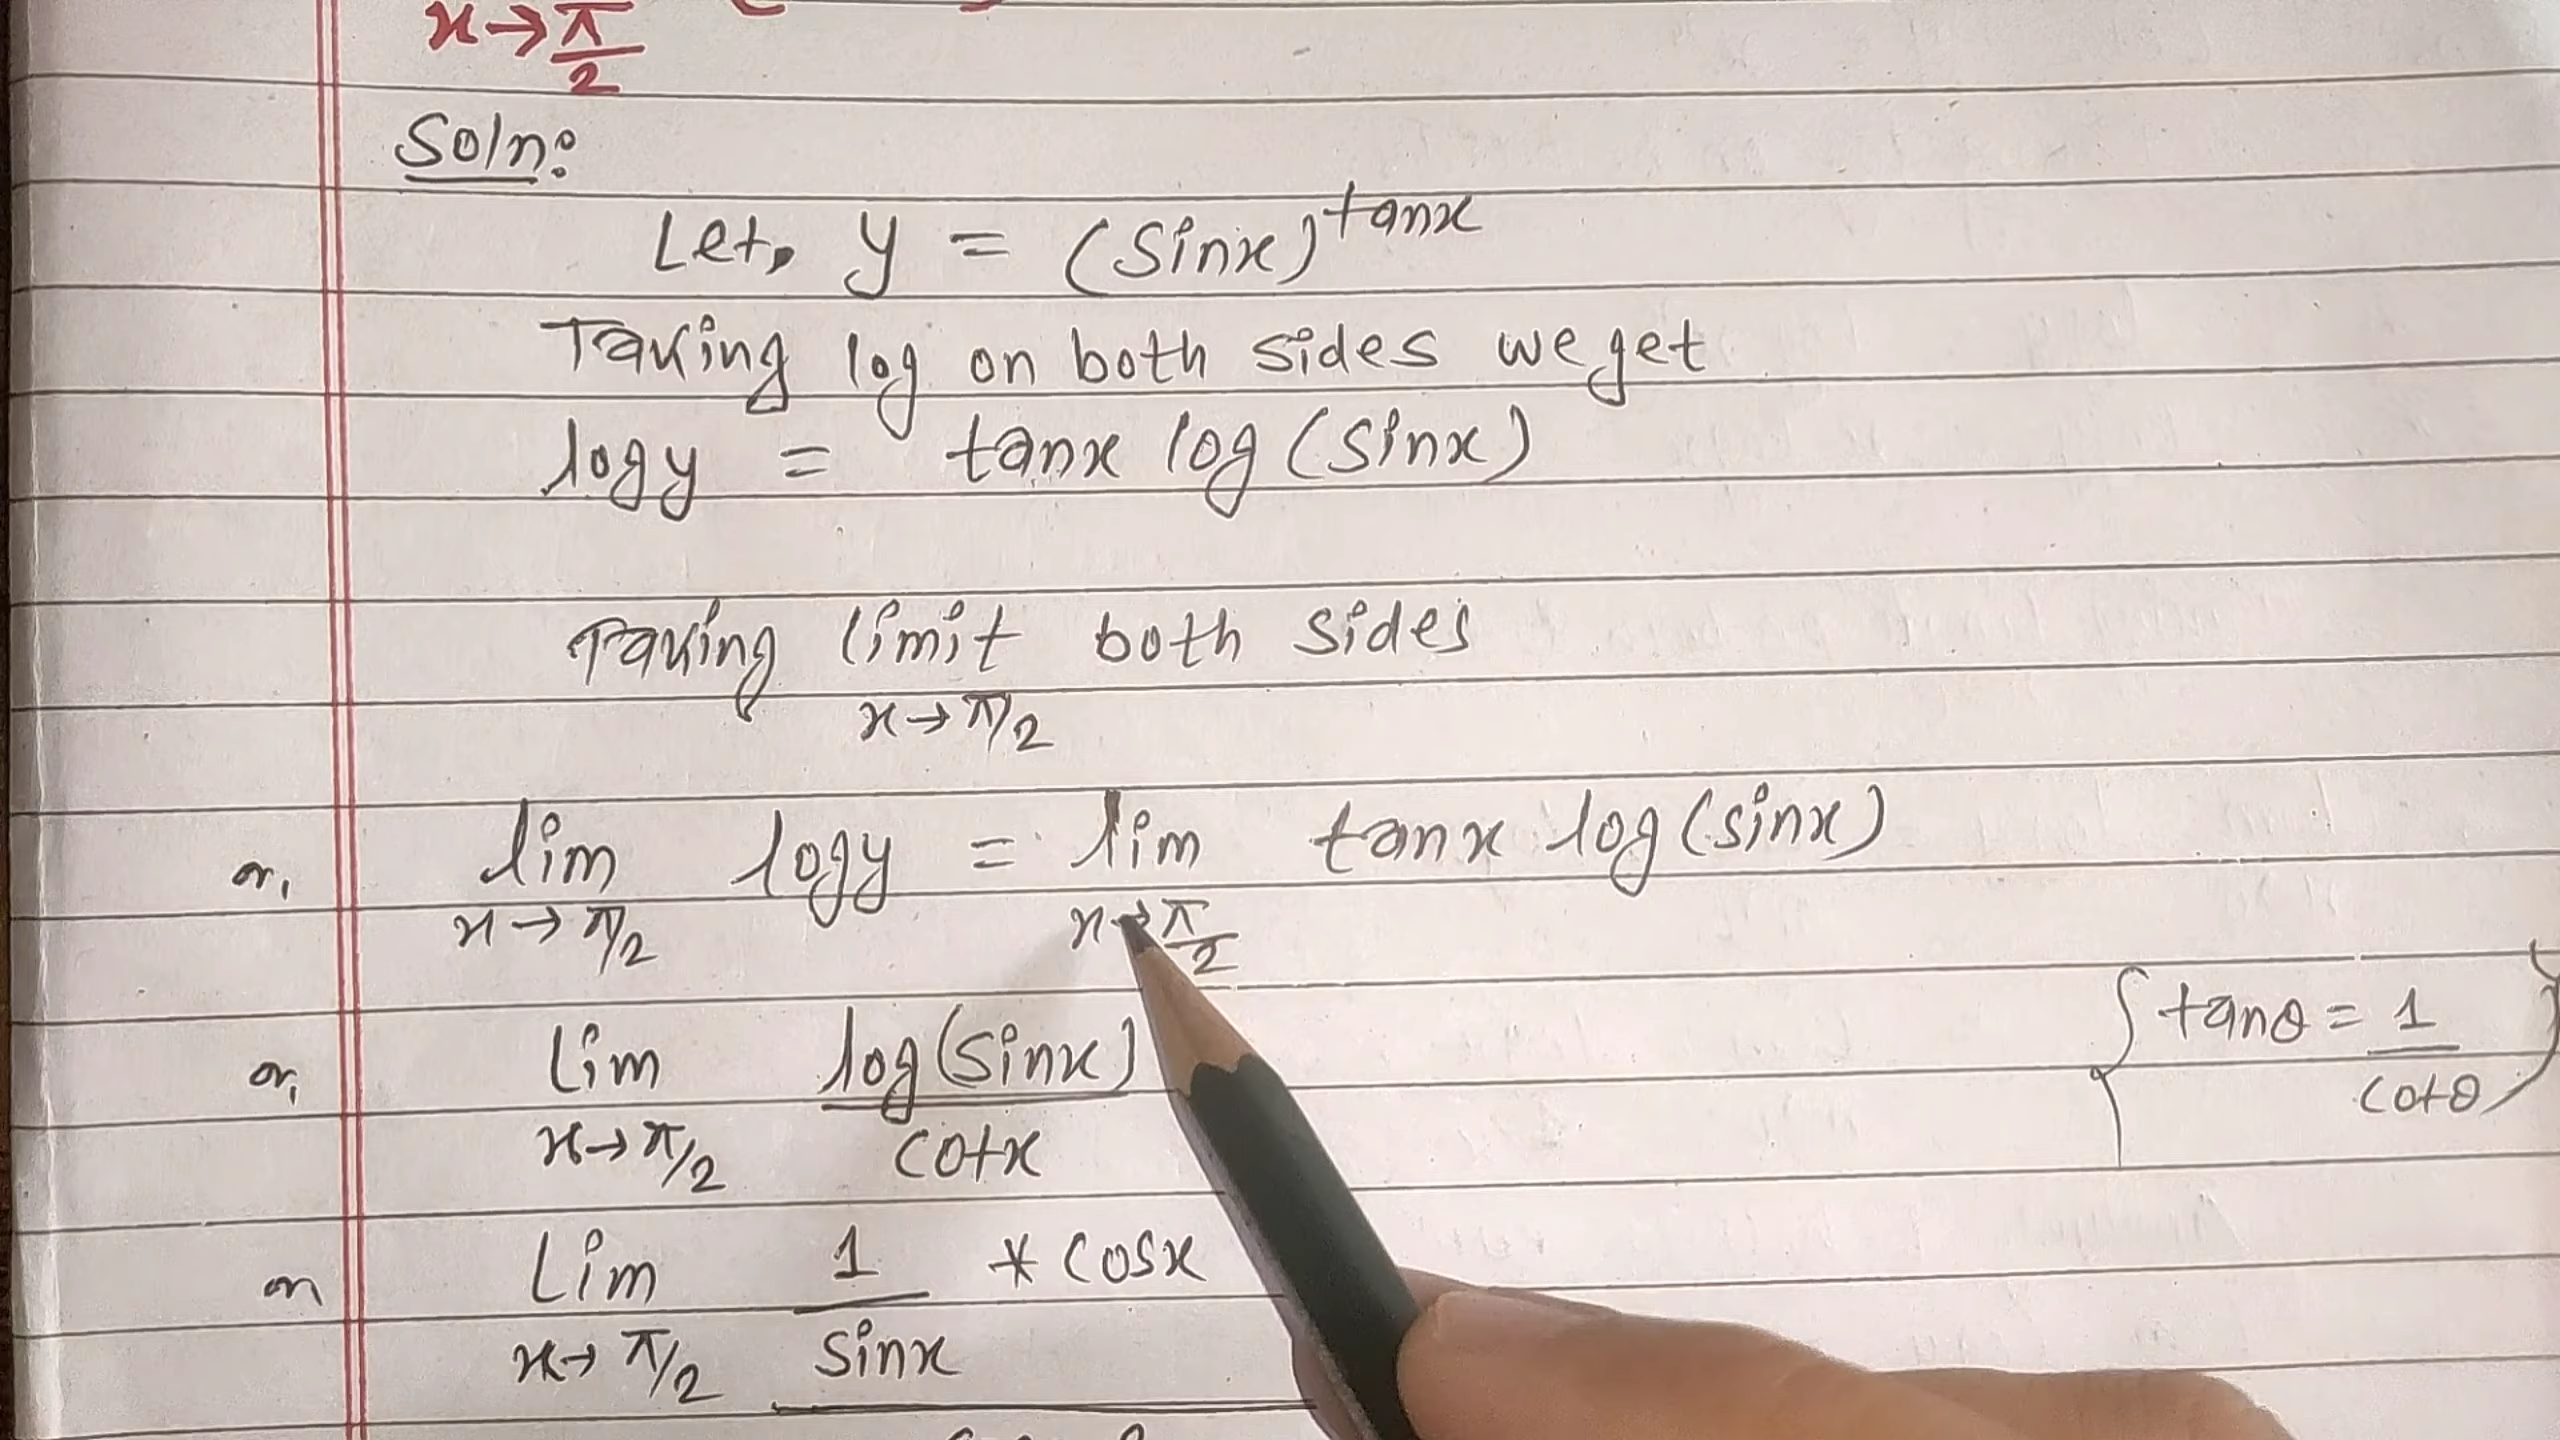 x→π/2
Soln:
Let, y = (sinx)^tanx
Taking log on both sides we get
logy = tanx log(sinx)
Taking limit both sides
x→π/2
or, lim logy = lim tanx log(sinx)
x→π/2 x→π/2
or, Lim log(sinx)
x→π/2 cotx
{tanθ = 1
cotθ}
or Lim 1 * cosx
x→π/2 sinx